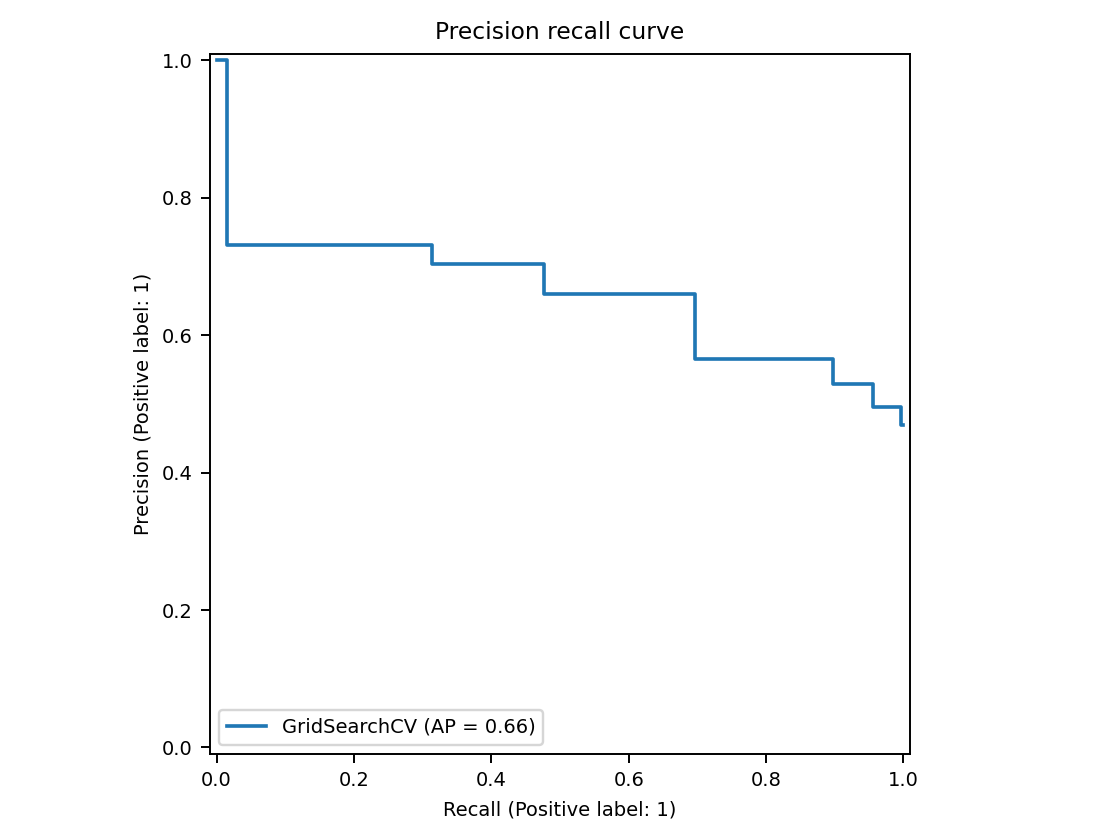 Precision recall curve
1.0
0.8
0.6
0.4
0.2
0.0
Precision (Positive label: 1)
GridSearchCV (AP = 0.66)
0.0 0.2 0.4 0.6 0.8 1.0
Recall (Positive label: 1)